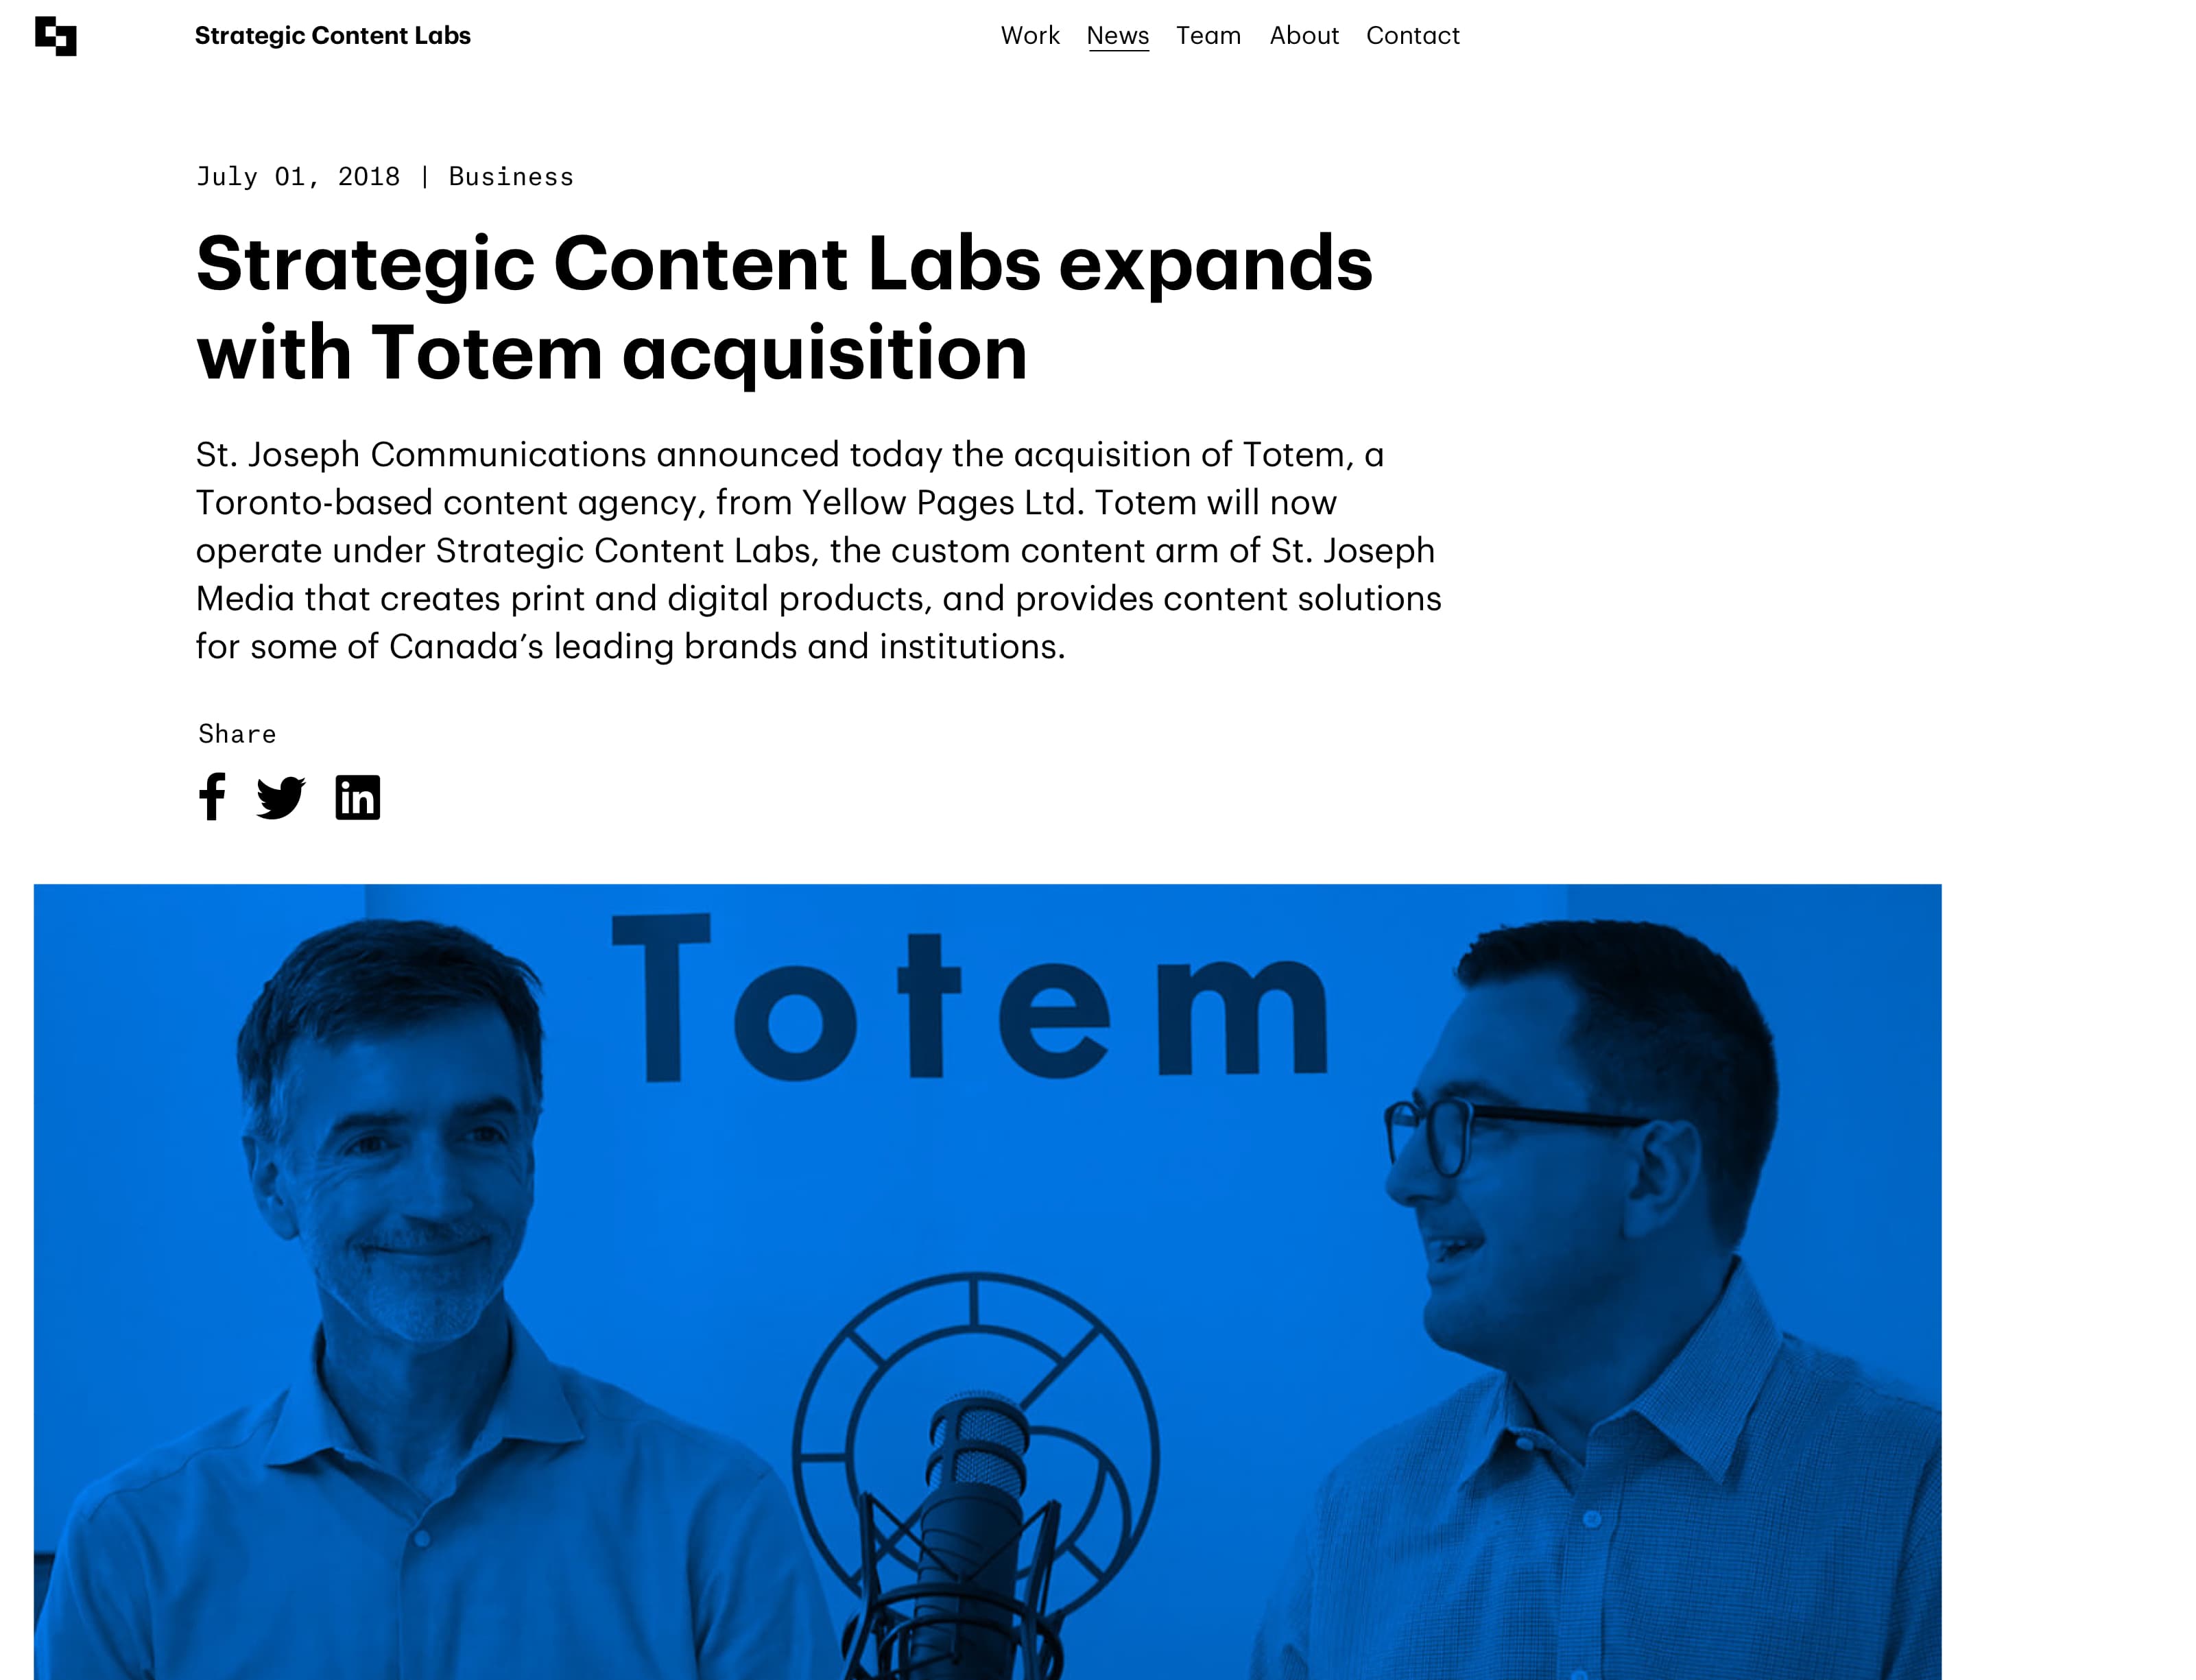 Strategic Content Labs
Work News Team About Contact
July 01, 2018 | Business
Strategic Content Labs expands
with Totem acquisition
St. Joseph Communications announced today the acquisition of Totem, a
Toronto-based content agency, from Yellow Pages Ltd. Totem will now
operate under Strategic Content Labs, the custom content arm of St. Joseph
Media that creates print and digital products, and provides content solutions
for some of Canada’s leading brands and institutions.
Share
Totem